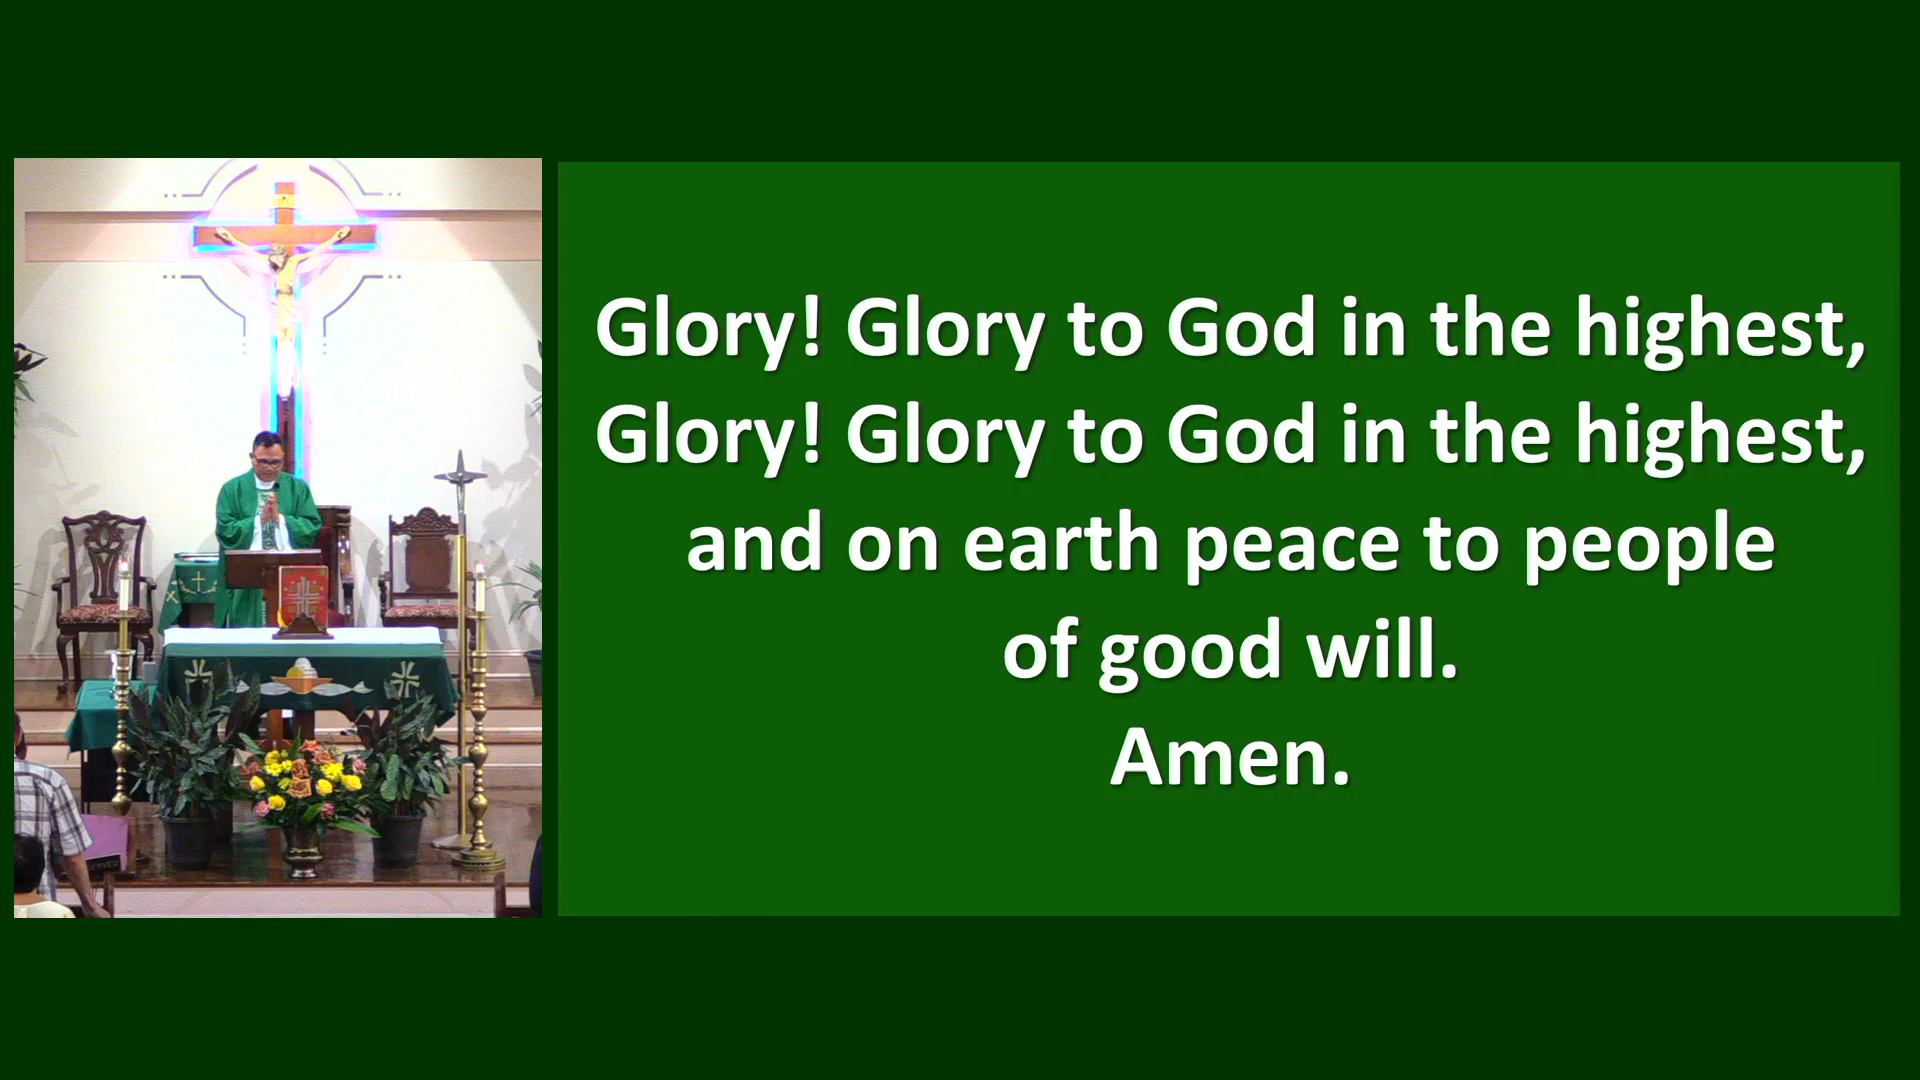 Glory! Glory to God in the highest,
Glory! Glory to God in the highest,
and on earth peace to people
of good will.
Amen.